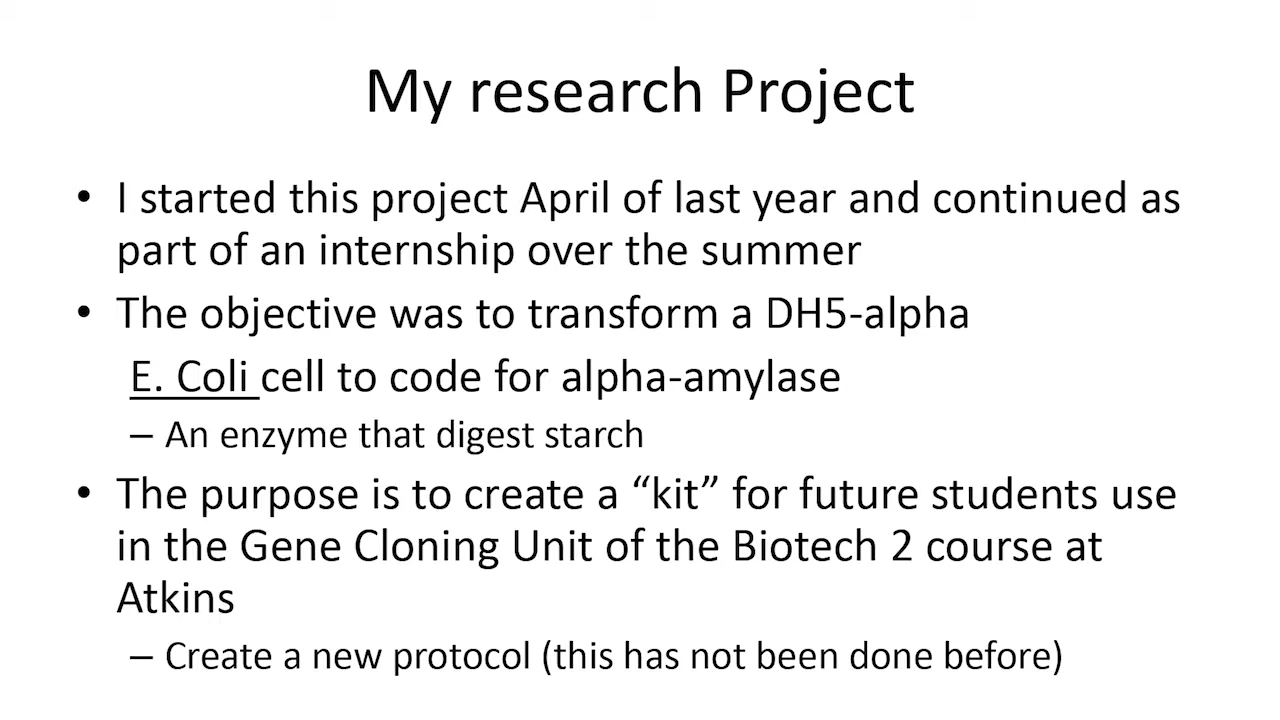 My research Project
• I started this project April of last year and continued as
part of an internship over the summer
• The objective was to transform a DH5-alpha
E. Coli cell to code for alpha-amylase
– An enzyme that digest starch
• The purpose is to create a “kit” for future students use
in the Gene Cloning Unit of the Biotech 2 course at
Atkins
– Create a new protocol (this has not been done before)